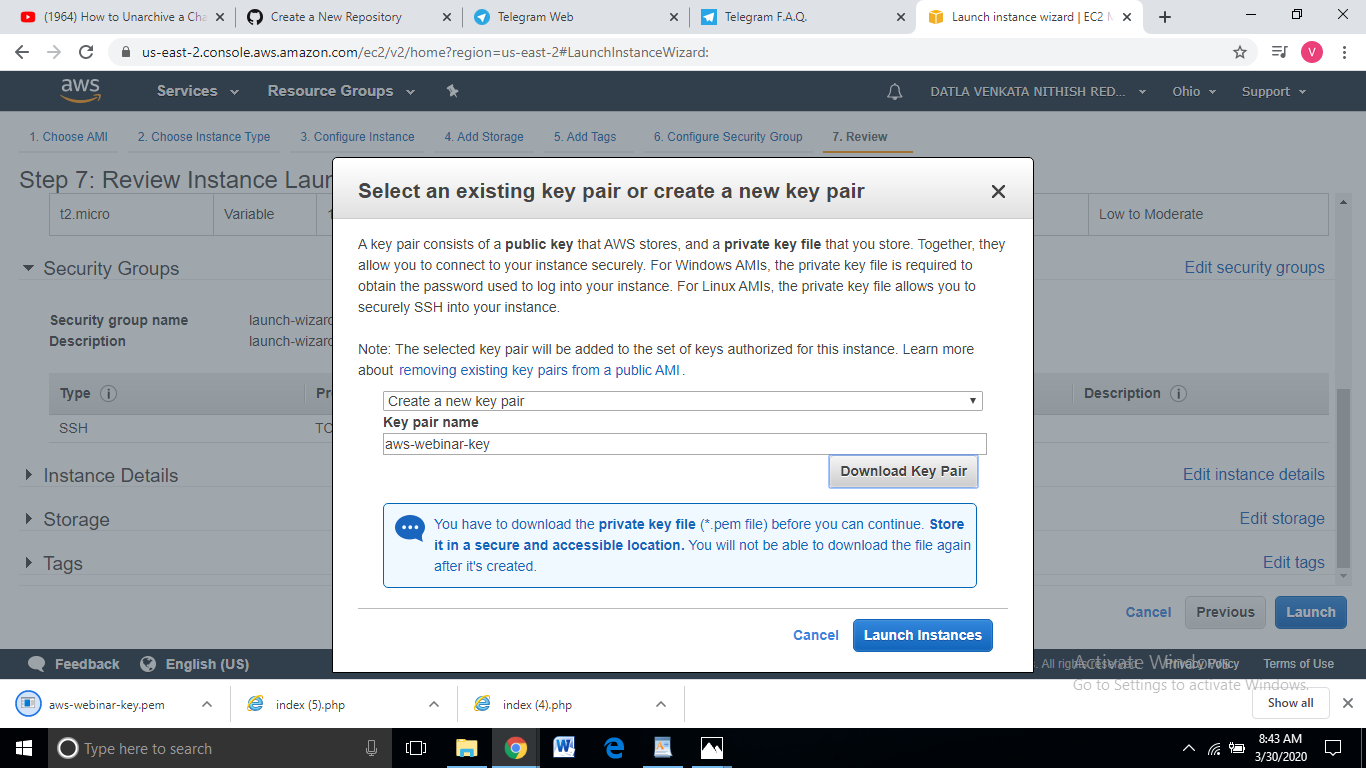 (1964) How to Unarchive a Cha
Create a New Repository
Telegram Web
Telegram F.A.Q.
Launch instance wizard | EC2 M
us-east-2.console.aws.amazon.com/ec2/v2/home?region=us-east-2#LaunchInstanceWizard:
V
aws
Services
Resource Groups
DATLA VENKATA NITHISH RED...
Ohio
Support
1. Choose AMI
2. Choose Instance Type
3. Configure Instance
4. Add Storage
5. Add Tags
6. Configure Security Group
7. Review
Step 7: Review Instance Laun
t2.micro
Variable
Low to Moderate
Security Groups
Edit security groups
Security group name
launch-wizard
Description
launch-wizard
Type
Description
SSH
Instance Details
Edit instance details
Storage
Edit storage
Tags
Edit tags
Cancel
Previous
Launch
Select an existing key pair or create a new key pair
A key pair consists of a public key that AWS stores, and a private key file that you store. Together, they
allow you to connect to your instance securely. For Windows AMIs, the private key file is required to
obtain the password used to log into your instance. For Linux AMIs, the private key file allows you to
securely SSH into your instance.
Note: The selected key pair will be added to the set of keys authorized for this instance. Learn more
about removing existing key pairs from a public AMI .
Create a new key pair
Key pair name
aws-webinar-key
Download Key Pair
You have to download the private key file (*.pem file) before you can continue. Store
it in a secure and accessible location. You will not be able to download the file again
after it's created.
Cancel
Launch Instances
Feedback
English (US)
. All rights reserved.
Privacy Policy
Terms of Use
Activate Windows
Go to Settings to activate Windows.
aws-webinar-key.pem
index (5).php
index (4).php
Show all
Type here to search
8:43 AM
3/30/2020